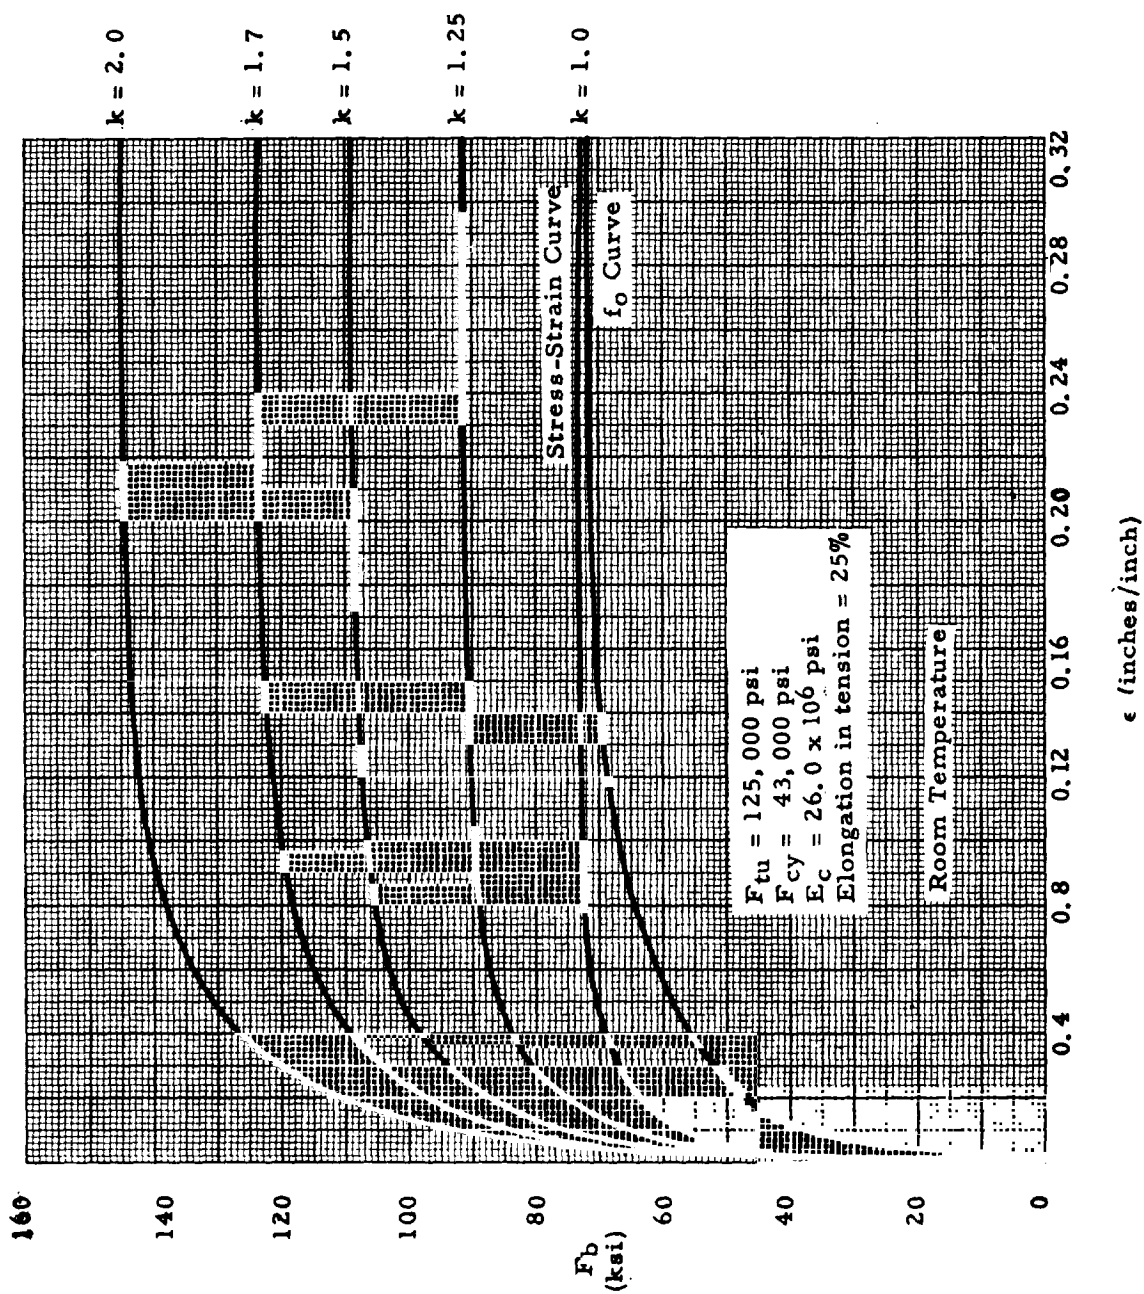 k = 2.0
k = 1.7
k = 1.5
k = 1.25
k = 1.0
Stress-Strain Curve
f₀ Curve
F_tu = 125,000 psi
F_cy = 43,000 psi
E_c = 26.0 x 10⁶ psi
Elongation in tension = 25%
Room Temperature
160
140
120
100
80
60
40
20
0
F_b
(ksi)
0.4
0.8
0.12
0.16
0.20
0.24
0.28
0.32
ϵ (inches/inch)